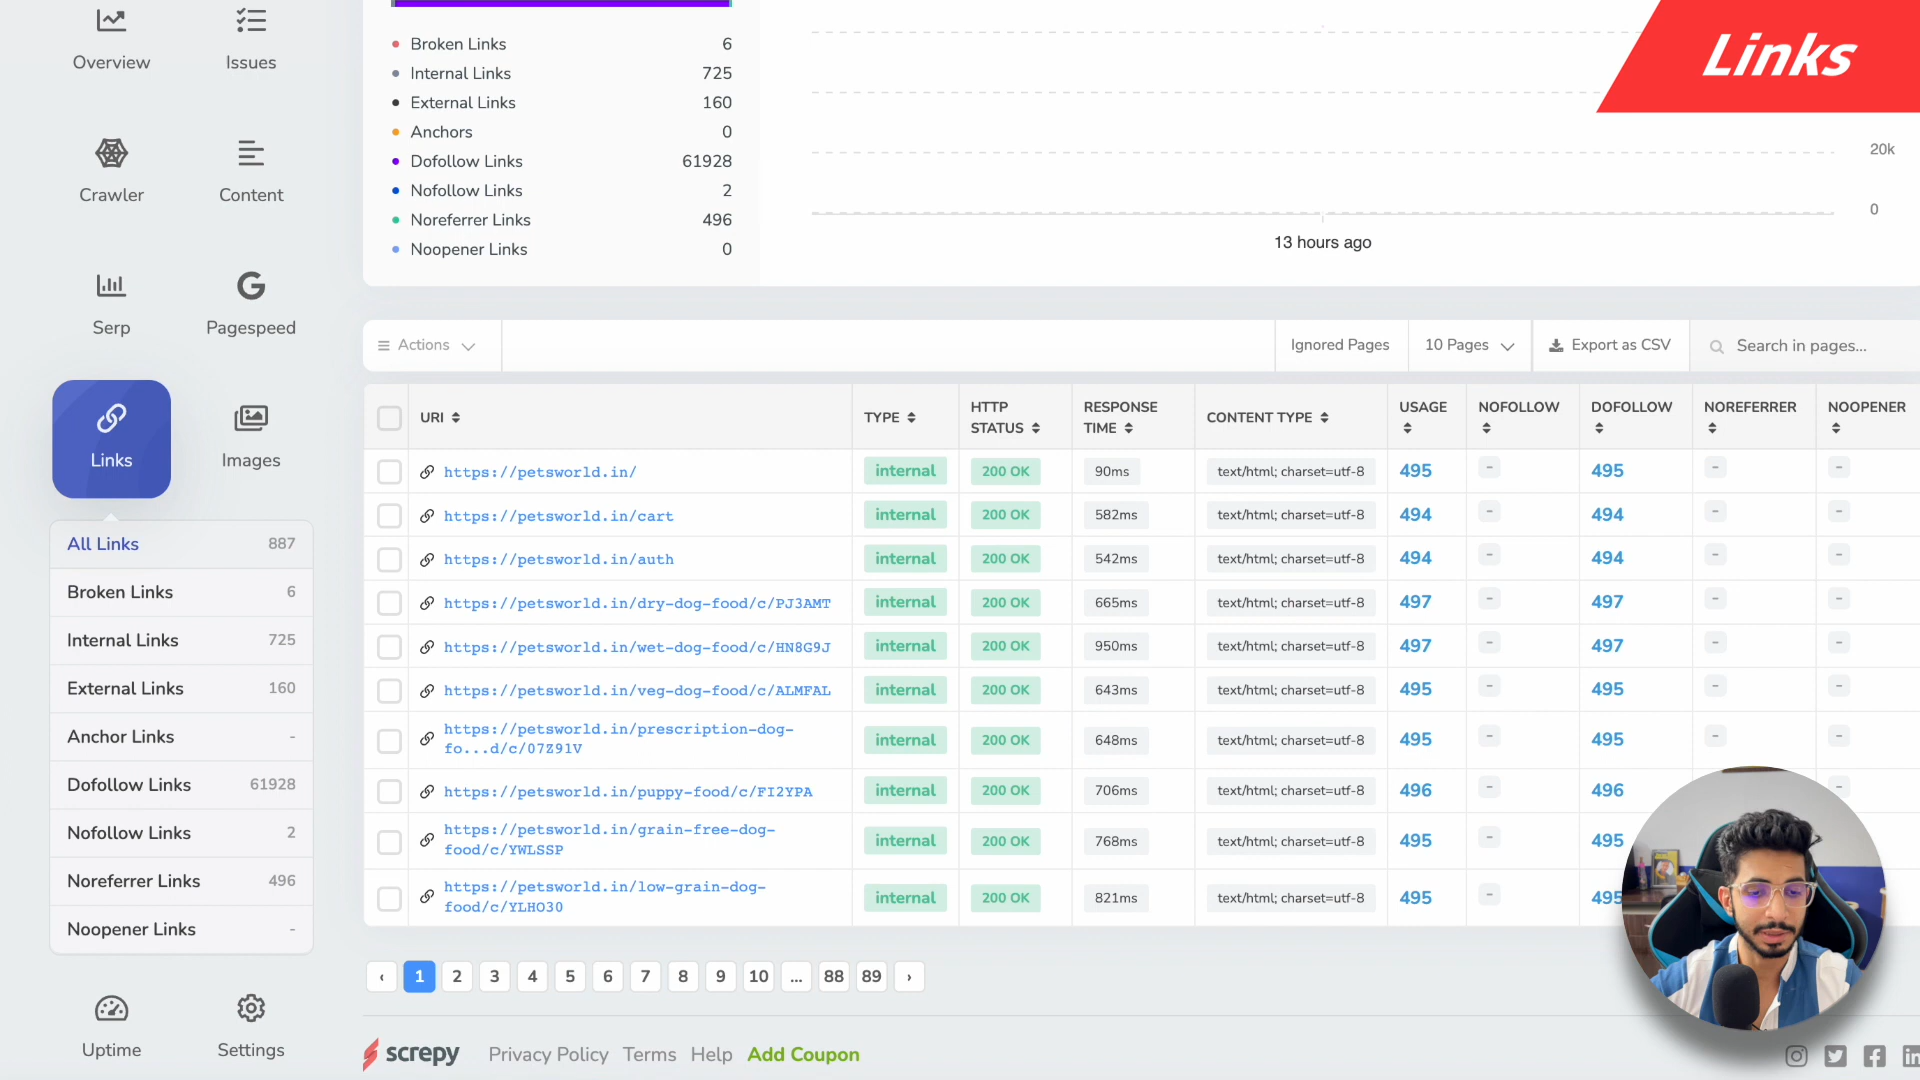 Overview
Issues
Crawler
Content
Serp
Pagespeed
Links
Images
All Links 887
Broken Links 6
Internal Links 725
External Links 160
Anchor Links -
Dofollow Links 61928
Nofollow Links 2
Noreferrer Links 496
Noopener Links -
Uptime
Settings
Broken Links 6
Internal Links 725
External Links 160
Anchors 0
Dofollow Links 61928
Nofollow Links 2
Noreferrer Links 496
Noopener Links 0
Links
20k
0
13 hours ago
Actions
Ignored Pages
10 Pages
Export as CSV
Search in pages...
URI TYPE HTTP STATUS RESPONSE TIME CONTENT TYPE USAGE NOFOLLOW DOFOLLOW NOREFERRER NOOPENER
https://petsworld.in/ internal 200 OK 90ms text/html; charset=utf-8 495 - 495 - -
https://petsworld.in/cart internal 200 OK 582ms text/html; charset=utf-8 494 - 494 - -
https://petsworld.in/auth internal 200 OK 542ms text/html; charset=utf-8 494 - 494 - -
https://petsworld.in/dry-dog-food/c/PJ3AMT internal 200 OK 665ms text/html; charset=utf-8 497 - 497 - -
https://petsworld.in/wet-dog-food/c/HN8G9J internal 200 OK 950ms text/html; charset=utf-8 497 - 497 - -
https://petsworld.in/veg-dog-food/c/ALMFAL internal 200 OK 643ms text/html; charset=utf-8 495 - 495 - -
https://petsworld.in/prescription-dog-
fo...d/c/07Z91V internal 200 OK 648ms text/html; charset=utf-8 495 - 495 - -
https://petsworld.in/puppy-food/c/FI2YPA internal 200 OK 706ms text/html; charset=utf-8 496 - 496 -
https://petsworld.in/grain-free-dog-
food/c/YWLSSP internal 200 OK 768ms text/html; charset=utf-8 495 - 495
https://petsworld.in/low-grain-dog-
food/c/YLHO30 internal 200 OK 821ms text/html; charset=utf-8 495 - 495
‹ 1 2 3 4 5 6 7 8 9 10 ... 88 89 ›
screpy Privacy Policy Terms Help Add Coupon